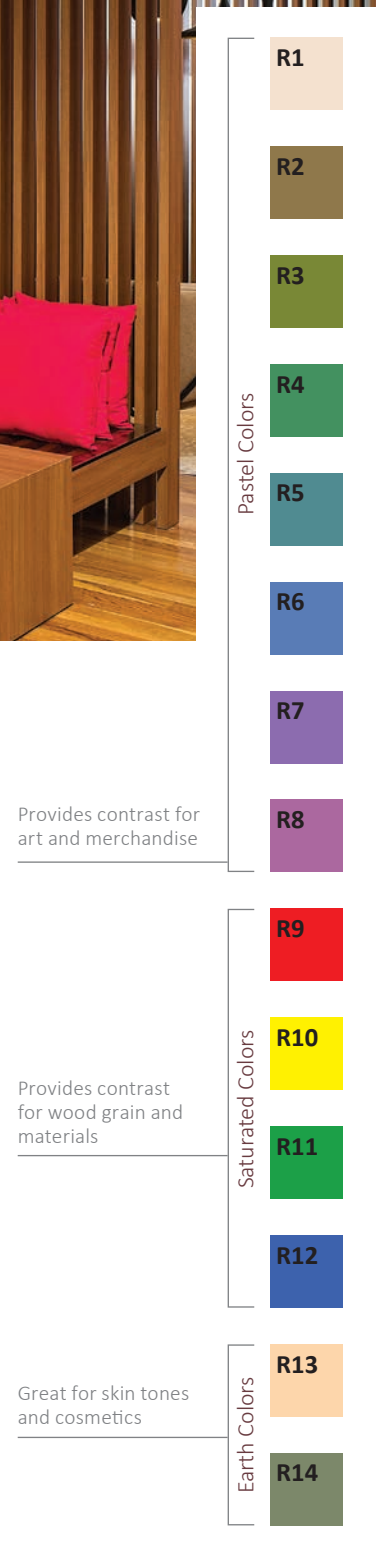 R1
R2
R3
R4
Pastel Colors
R5
R6
R7
R8
Provides contrast for
art and merchandise
R9
R10
Saturated Colors
Provides contrast
for wood grain and
materials
R11
R12
R13
Earth Colors
Great for skin tones
and cosmetics
R14